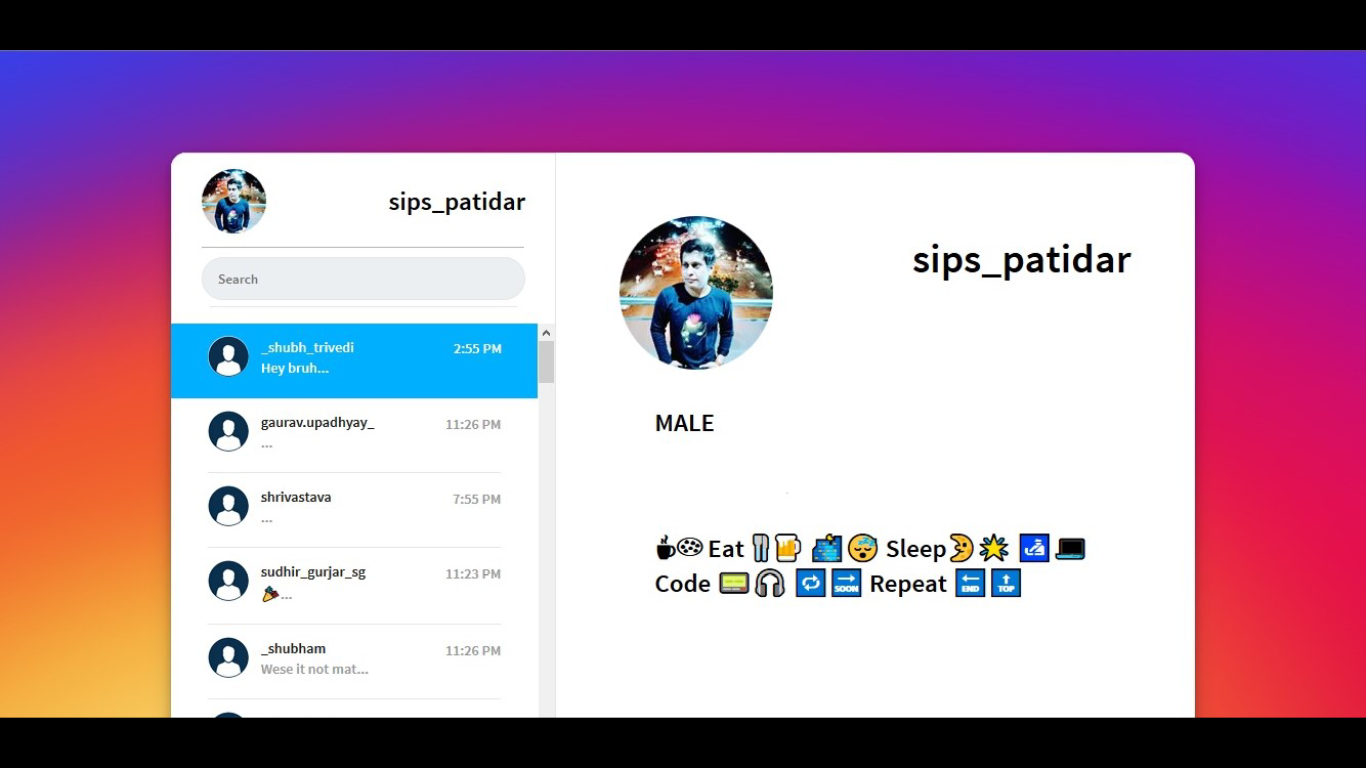 sips_patidar
Search
_shubh_trivedi 2:55 PM
Hey bruh...
gaurav.upadhyay_ 11:26 PM
...
shrivastava 7:55 PM
...
sudhir_gurjar_sg 11:23 PM
🎉...
_shubham 11:26 PM
Wese it not mat...
sips_patidar
MALE
☕🍪Eat 🍴🍺 🌃😴 Sleep🌛🌟 🛃💻
Code 📟🎧 🔁🔜 Repeat 🔚🔝